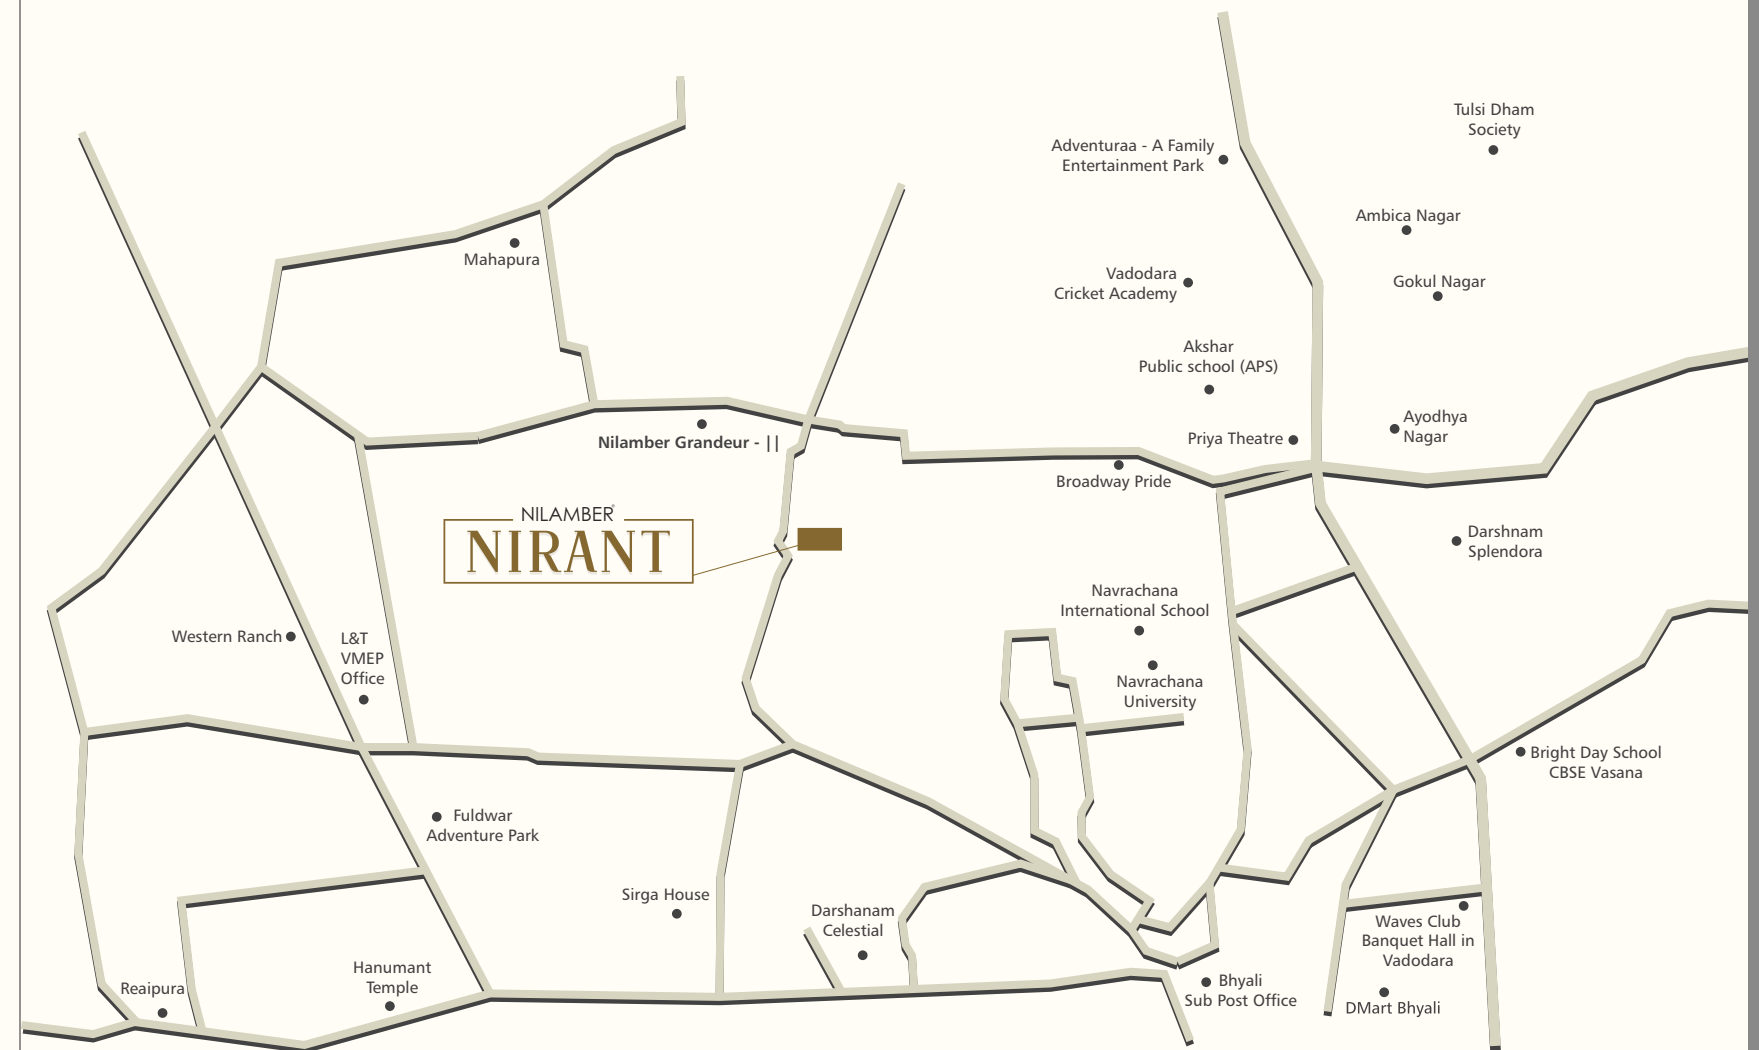 Tulsi Dham
Society
Adventuraa - A Family
Entertainment Park
Ambica Nagar
Mahapura
Vadodara
Cricket Academy
Gokul Nagar
Akshar
Public school (APS)
Ayodhya
Nagar
Priya Theatre
Nilamber Grandeur - ||
Broadway Pride
NILAMBER®
NIRANT
Darshnam
Splendora
Navrachana
International School
Western Ranch
L&T
VMEP
Office
Navrachana
University
Bright Day School
CBSE Vasana
Fuldwar
Adventure Park
Sirga House
Darshanam
Celestial
Waves Club
Banquet Hall in
Vadodara
Hanumant
Temple
Reaipura
Bhyali
Sub Post Office
DMart Bhyali